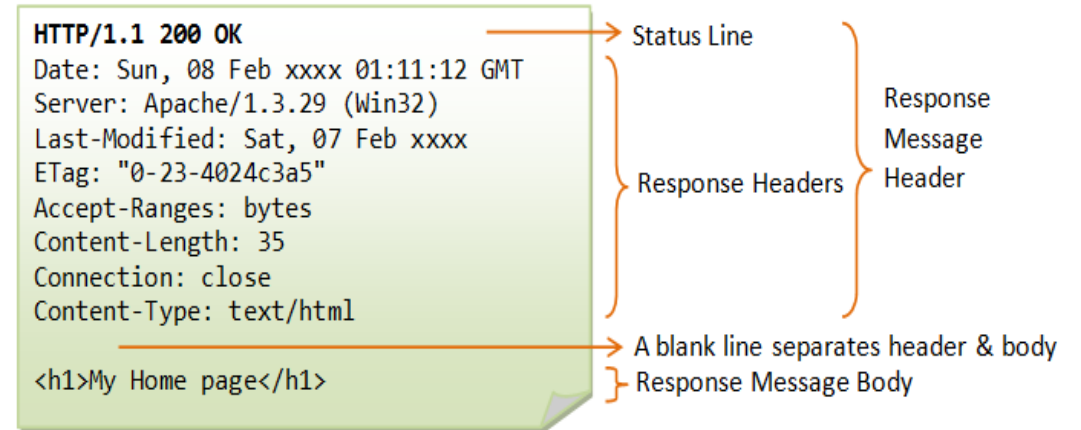 HTTP/1.1 200 OK
Date: Sun, 08 Feb xxxx 01:11:12 GMT
Server: Apache/1.3.29 (Win32)
Last-Modified: Sat, 07 Feb xxxx
ETag: "0-23-4024c3a5"
Accept-Ranges: bytes
Content-Length: 35
Connection: close
Content-Type: text/html
<h1>My Home page</h1>
Status Line
Response Headers
Response
Message
Header
A blank line separates header & body
Response Message Body